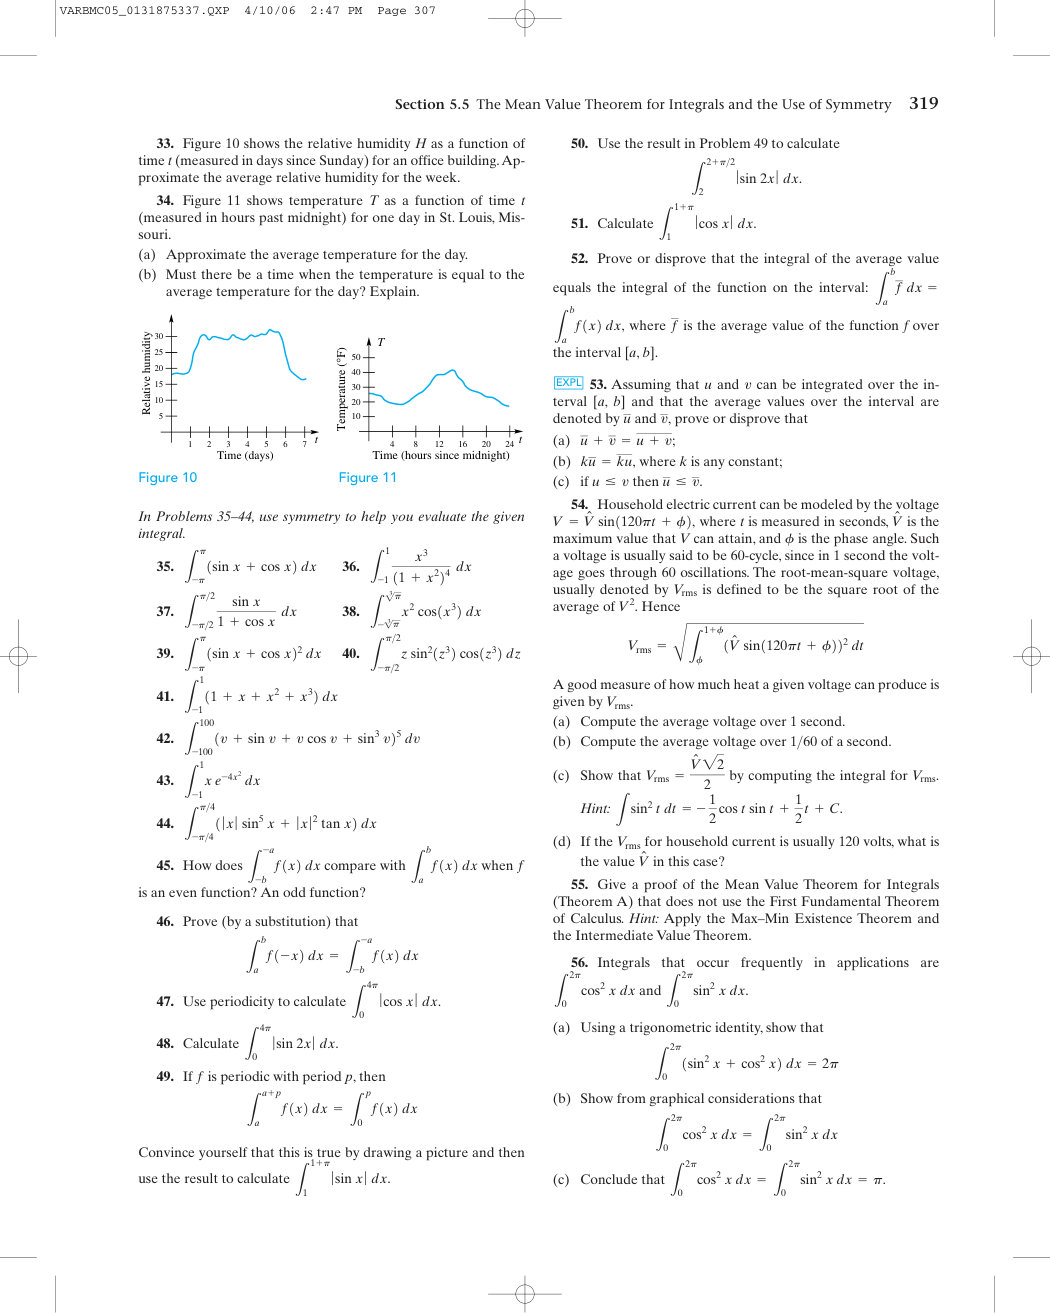 VARBMC05_0131875337.QXP 4/10/06 2:47 PM Page 307
Section 5.5 The Mean Value Theorem for Integrals and the Use of Symmetry 319
33. Figure 10 shows the relative humidity H as a function of
time t (measured in days since Sunday) for an office building. Ap-
proximate the average relative humidity for the week.
34. Figure 11 shows temperature T as a function of time t
(measured in hours past midnight) for one day in St. Louis, Mis-
souri.
(a) Approximate the average temperature for the day.
(b) Must there be a time when the temperature is equal to the
average temperature for the day? Explain.
Relative humidity
30
25
20
15
10
5
1 2 3 4 5 6 7 t
Time (days)
Figure 10
T
Temperature (°F)
50
40
30
20
10
4 8 12 16 20 24 t
Time (hours since midnight)
Figure 11
In Problems 35–44, use symmetry to help you evaluate the given
integral.
35. ∫_{−π}^{π} (sin x + cos x) dx 36. ∫_{−1}^{1} x³/(1 + x²)⁴ dx
37. ∫_{−π/2}^{π/2} sin x/(1 + cos x) dx 38. ∫_{−∛π}^{∛π} x² cos(x³) dx
39. ∫_{−π}^{π} (sin x + cos x)² dx 40. ∫_{−π/2}^{π/2} z sin²(z³) cos(z³) dz
41. ∫_{−1}^{1} (1 + x + x² + x³) dx
42. ∫_{−100}^{100} (v + sin v + v cos v + sin³ v)⁵ dv
43. ∫_{−1}^{1} x e^{−4x²} dx
44. ∫_{−π/4}^{π/4} (|x| sin⁵ x + |x|² tan x) dx
45. How does ∫_{−b}^{−a} f(x) dx compare with ∫_{a}^{b} f(x) dx when f
is an even function? An odd function?
46. Prove (by a substitution) that
∫_{a}^{b} f(−x) dx = ∫_{−b}^{−a} f(x) dx
47. Use periodicity to calculate ∫_{0}^{4π} |cos x| dx.
48. Calculate ∫_{0}^{4π} |sin 2x| dx.
49. If f is periodic with period p, then
∫_{a}^{a+p} f(x) dx = ∫_{0}^{p} f(x) dx
Convince yourself that this is true by drawing a picture and then
use the result to calculate ∫_{1}^{1+π} |sin x| dx.
50. Use the result in Problem 49 to calculate
∫_{2}^{2+π/2} |sin 2x| dx.
51. Calculate ∫_{1}^{1+π} |cos x| dx.
52. Prove or disprove that the integral of the average value
equals the integral of the function on the interval: ∫_{a}^{b} f̄ dx =
∫_{a}^{b} f(x) dx, where f̄ is the average value of the function f over
the interval [a, b].
EXPL 53. Assuming that u and v can be integrated over the in-
terval [a, b] and that the average values over the interval are
denoted by u̅ and v̅, prove or disprove that
(a) u̅ + v̅ = \overline{u + v};
(b) ku̅ = \overline{ku}, where k is any constant;
(c) if u ≤ v then u̅ ≤ v̅.
54. Household electric current can be modeled by the voltage
V = V̂ sin(120πt + ϕ), where t is measured in seconds, V̂ is the
maximum value that V can attain, and ϕ is the phase angle. Such
a voltage is usually said to be 60-cycle, since in 1 second the volt-
age goes through 60 oscillations. The root-mean-square voltage,
usually denoted by V_rms is defined to be the square root of the
average of V². Hence
V_rms = √(∫_{ϕ}^{1+ϕ} (V̂ sin(120πt + ϕ))² dt)
A good measure of how much heat a given voltage can produce is
given by V_rms.
(a) Compute the average voltage over 1 second.
(b) Compute the average voltage over 1/60 of a second.
(c) Show that V_rms = V̂√2/2 by computing the integral for V_rms.
Hint: ∫ sin² t dt = −1/2 cos t sin t + 1/2 t + C.
(d) If the V_rms for household current is usually 120 volts, what is
the value V̂ in this case?
55. Give a proof of the Mean Value Theorem for Integrals
(Theorem A) that does not use the First Fundamental Theorem
of Calculus. Hint: Apply the Max–Min Existence Theorem and
the Intermediate Value Theorem.
56. Integrals that occur frequently in applications are
∫_{0}^{2π} cos² x dx and ∫_{0}^{2π} sin² x dx.
(a) Using a trigonometric identity, show that
∫_{0}^{2π} (sin² x + cos² x) dx = 2π
(b) Show from graphical considerations that
∫_{0}^{2π} cos² x dx = ∫_{0}^{2π} sin² x dx
(c) Conclude that ∫_{0}^{2π} cos² x dx = ∫_{0}^{2π} sin² x dx = π.